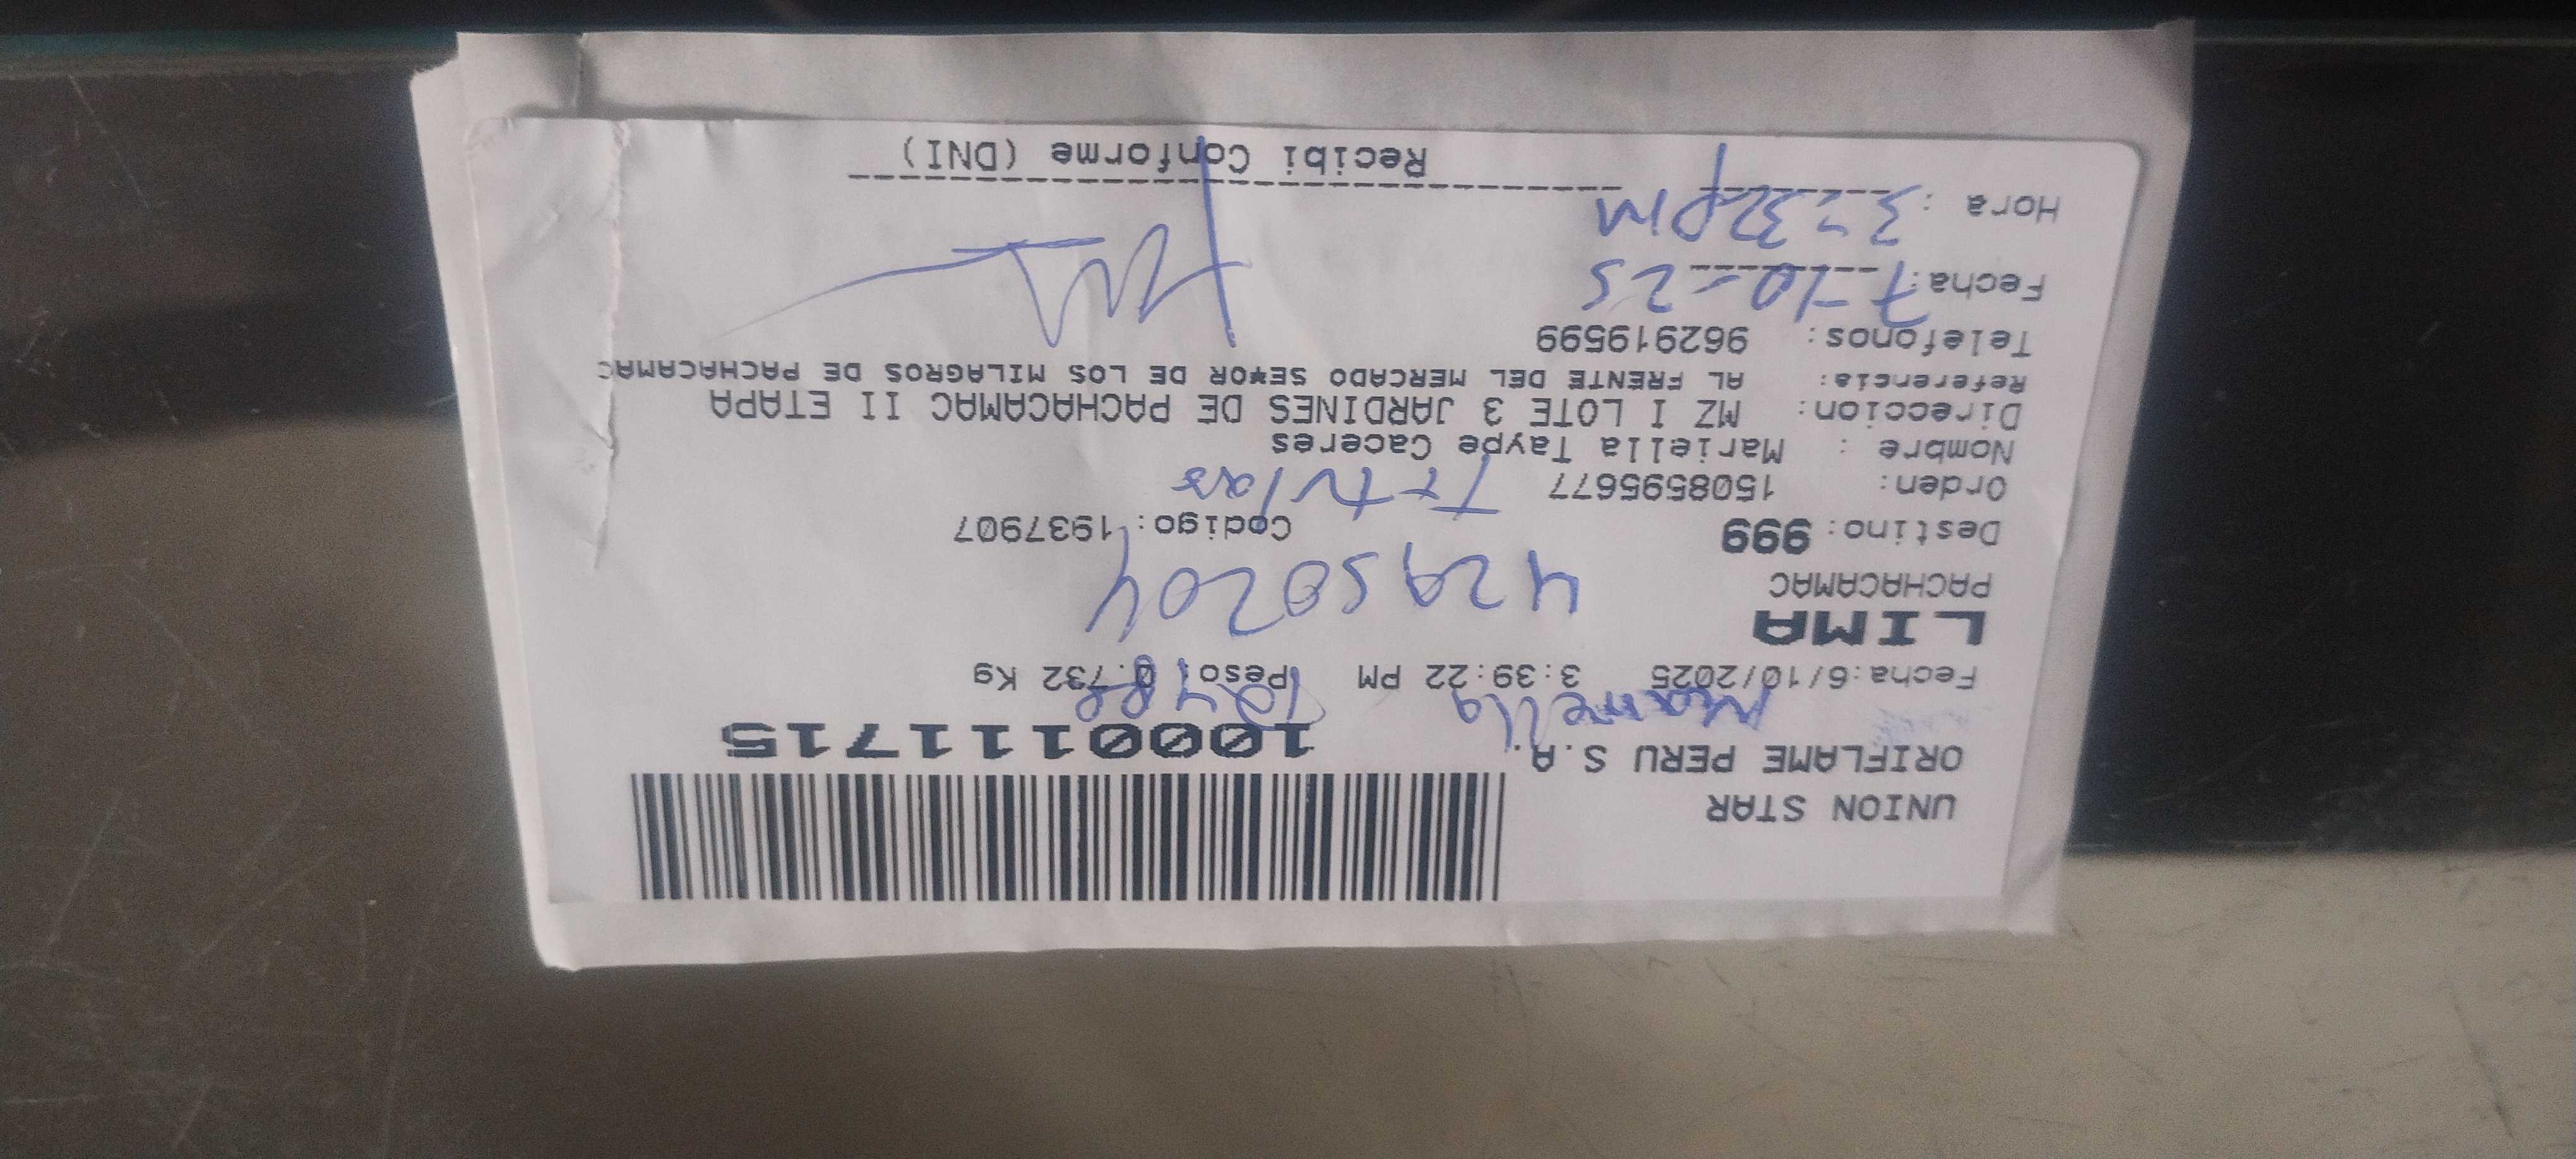 UNION STAR
ORIFLAME PERU S.A. 1000111715
Mariella
Fecha:6/10/2025 3:39:22 PM Peso: 0.732 Kg
LIMA
PACHACAMAC
42950204
Destino: 999 Codigo: 1937907
Orden: 1508595677 Titular
Nombre : Mariella Taype Caceres
Direccion: MZ I LOTE 3 JARDINES DE PACHACAMAC II ETAPA
Referencia: AL FRENTE DEL MERCADO SE¥OR DE LOS MILAGROS DE PACHACAMAC
Telefonos: 962919599
Fecha: 7-10-25
Hora : 3:32pm
Recibi Conforme (DNI)